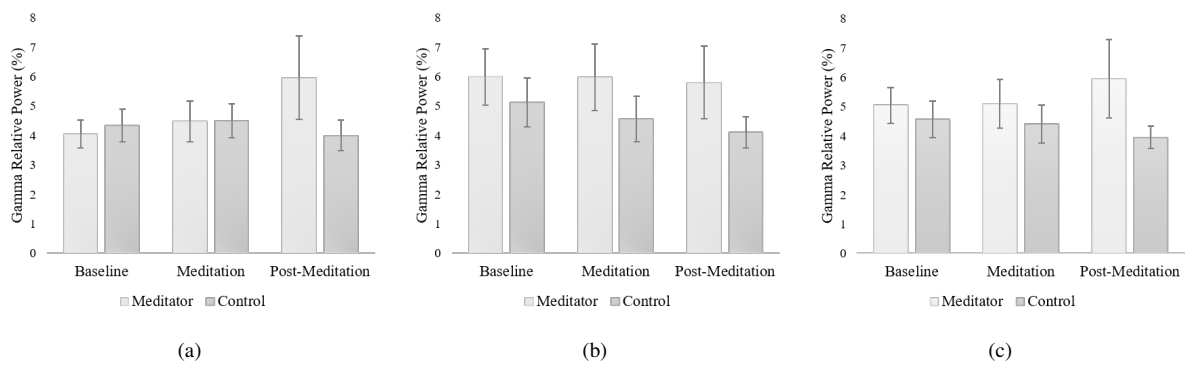 Gamma Relative Power (%)
8
7
6
5
4
3
2
1
0
Baseline Meditation Post-Meditation
Meditator Control
(a)
Gamma Relative Power (%)
8
7
6
5
4
3
2
1
0
Baseline Meditation Post-Meditation
Meditator Control
(b)
Gamma Relative Power (%)
8
7
6
5
4
3
2
1
0
Baseline Meditation Post-Meditation
Meditator Control
(c)